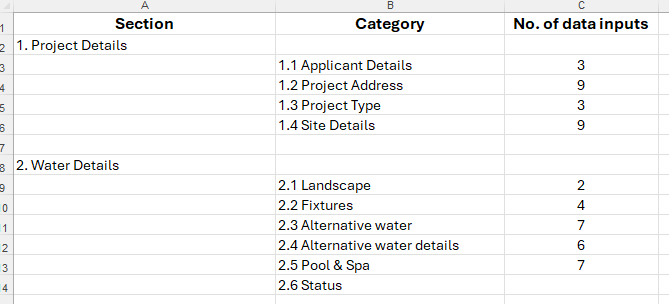 A B C
1 Section Category No. of data inputs
2 1. Project Details
3 1.1 Applicant Details 3
4 1.2 Project Address 9
5 1.3 Project Type 3
6 1.4 Site Details 9
7
8 2. Water Details
9 2.1 Landscape 2
0 2.2 Fixtures 4
1 2.3 Alternative water 7
2 2.4 Alternative water details 6
3 2.5 Pool & Spa 7
4 2.6 Status